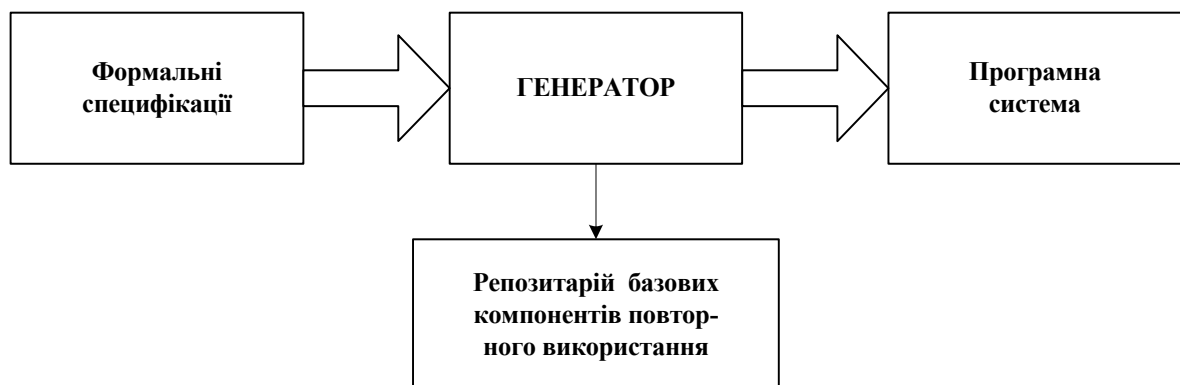 Формальні
специфікації
ГЕНЕРАТОР
Програмна
система
Репозитарій базових
компонентів повтор-
ного використання